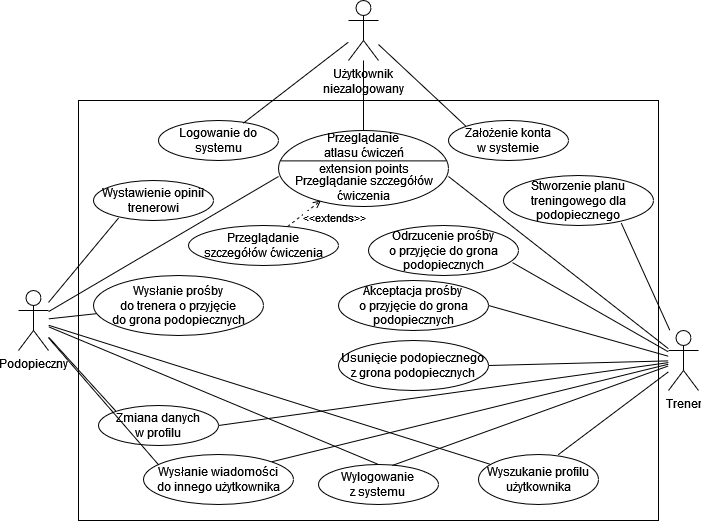 Użytkownik
niezalogowany
Logowanie do
systemu
Przeglądanie
atlasu ćwiczeń
extension points
Przeglądanie szczegółów
ćwiczenia
Założenie konta
w systemie
Wystawienie opinii
trenerowi
Stworzenie planu
treningowego dla
podopiecznego
<<extends>>
Przeglądanie
szczegółów ćwiczenia
Odrzucenie prośby
o przyjęcie do grona
podopiecznych
Wysłanie prośby
do trenera o przyjęcie
do grona podopiecznych
Akceptacja prośby
o przyjęcie do grona
podopiecznych
Podopieczny
Usunięcie podopiecznego
z grona podopiecznych
Trener
Zmiana danych
w profilu
Wysłanie wiadomości
do innego użytkownika
Wylogowanie
z systemu
Wyszukanie profilu
użytkownika